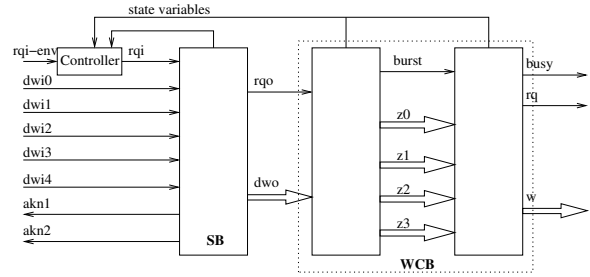 state variables
rqi−env
Controller
rqi
dwi0
dwi1
dwi2
dwi3
dwi4
akn1
akn2
SB
rqo
dwo
burst
z0
z1
z2
z3
WCB
busy
rq
w